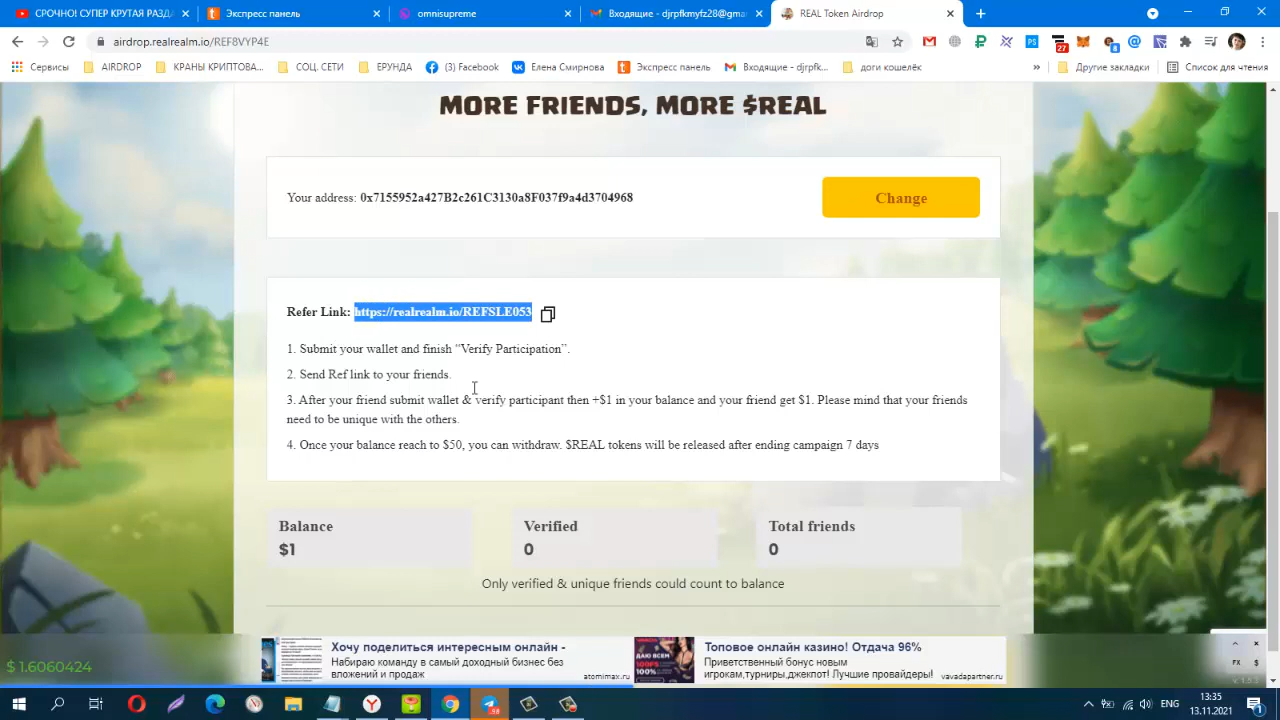 СРОЧНО! СУПЕР КРУТАЯ РАЗД
Экспресс панель
omnisupreme
Входящие - djrpfkmyfz28@gma
REAL Token Airdrop
airdrop.realrealm.io/REF8VYP4E
27
8
Сервисы
AIRDROP
КРАНЫ КРИПТОВА...
СОЦ. СЕТИ
ЕРУНДА
(3) Facebook
Елена Смирнова
Экспресс панель
Входящие - djrpfk...
доги кошелёк
»
Другие закладки
Список для чтения
MORE FRIENDS, MORE $REAL
Your address: 0x7155952a427B2c261C3130a8F037f9a4d3704968
Change
Refer Link: https://realrealm.io/REFSLE053
1. Submit your wallet and finish “Verify Participation”.
2. Send Ref link to your friends.
3. After your friend submit wallet & verify participant then +$1 in your balance and your friend get $1. Please mind that your friends
need to be unique with the others.
4. Once your balance reach to $50, you can withdraw. $REAL tokens will be released after ending campaign 7 days
Balance
$1
Verified
0
Total friends
0
Only verified & unique friends could count to balance
$ 1.6060424
Хочу поделиться интересным онлайн -
Набираю команду в самый доходный бизнес без
вложений и продаж
atomimax.ru
Топовое онлайн казино! Отдача 96%
Приветственный бонус новым
игрокам,турниры,джекпот! Лучшие провайдеры!
vavadapartner.ru
FX
$
v 1.5.2
58
ENG
13:35
13.11.2021